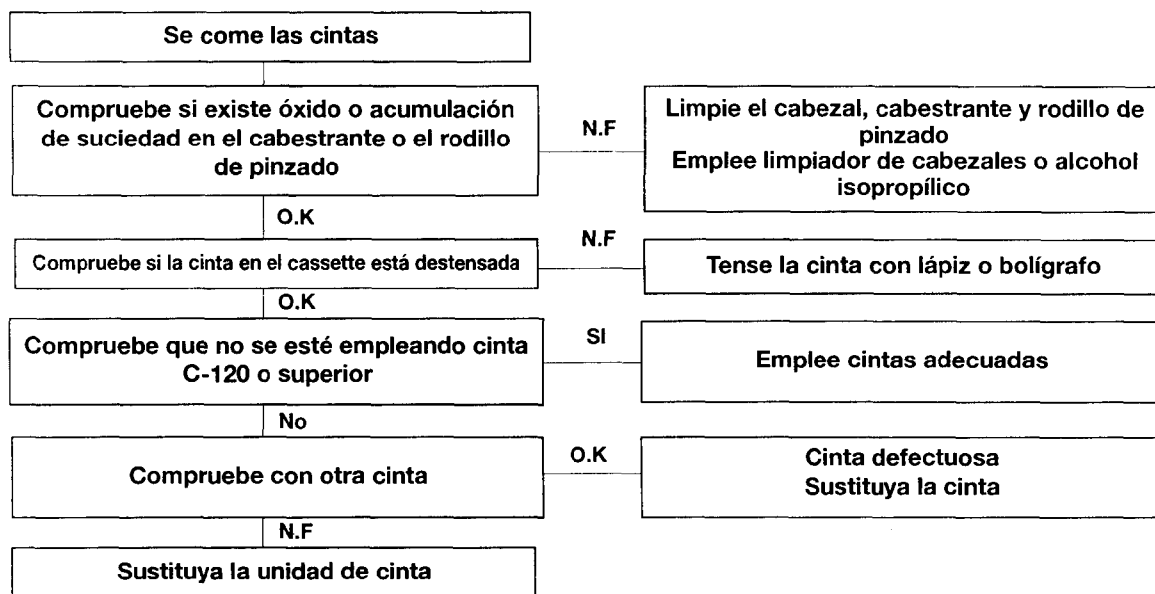 Se come las cintas
Compruebe si existe óxido o acumulación
de suciedad en el cabestrante o el rodillo
de pinzado
N.F
Limpie el cabezal, cabestrante y rodillo de
pinzado
Emplee limpiador de cabezales o alcohol
isopropílico
O.K
Compruebe si la cinta en el cassette está destensada
N.F
Tense la cinta con lápiz o bolígrafo
O.K
Compruebe que no se esté empleando cinta
C-120 o superior
SI
Emplee cintas adecuadas
No
Compruebe con otra cinta
O.K
Cinta defectuosa
Sustituya la cinta
N.F
Sustituya la unidad de cinta